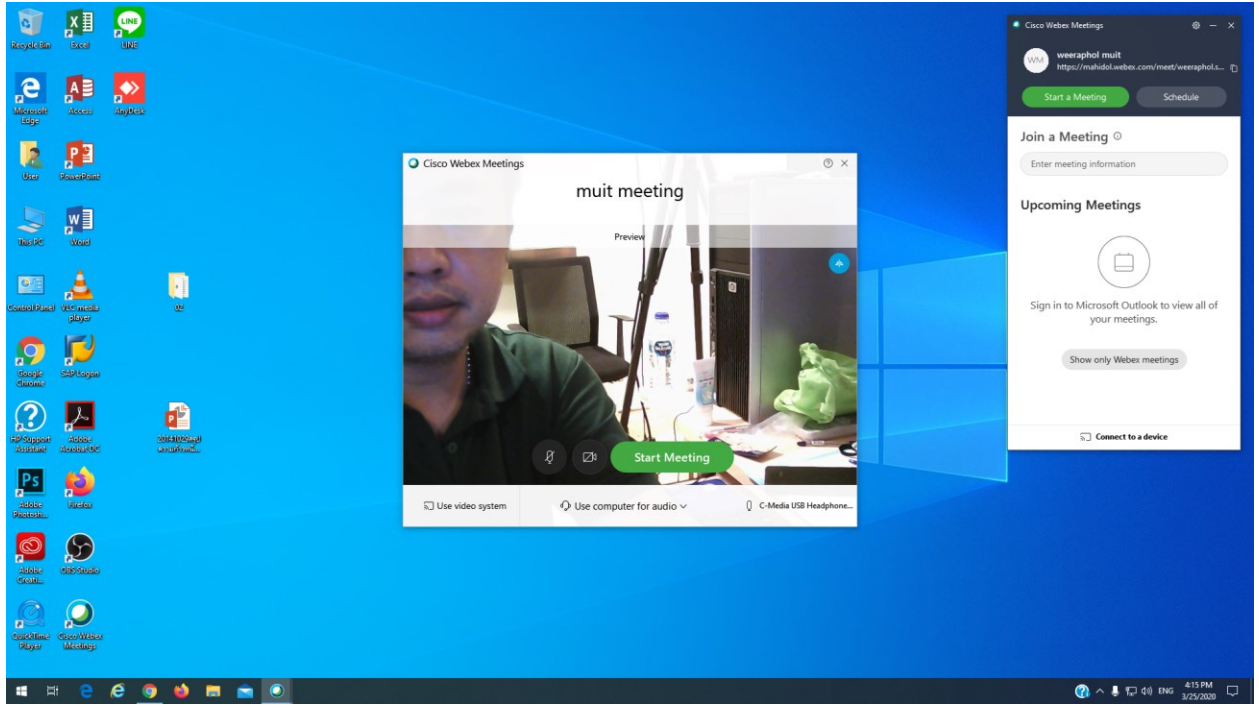 Recycle Bin
Excel
LINE
Microsoft
Edge
Access
AnyDesk
User
PowerPoint
This PC
Word
Control Panel
VLC media
player
Google
Chrome
SAP Logon
HP Support
Assistant
Adobe
Acrobat DC
Adobe
Photosh...
Firefox
Adobe
Creati...
OBS Studio
QuickTime
Player
Cisco Webex
Meetings
Cisco Webex Meetings
muit meeting
Preview
Start Meeting
Use video system
Use computer for audio
C-Media USB Headphone...
Cisco Webex Meetings
WM
weeraphol muit
https://mahidol.webex.com/meet/weeraphol.s...
Start a Meeting
Schedule
Join a Meeting
Enter meeting information
Upcoming Meetings
Sign in to Microsoft Outlook to view all of
your meetings.
Show only Webex meetings
Connect to a device
ENG
4:15 PM
3/25/2020